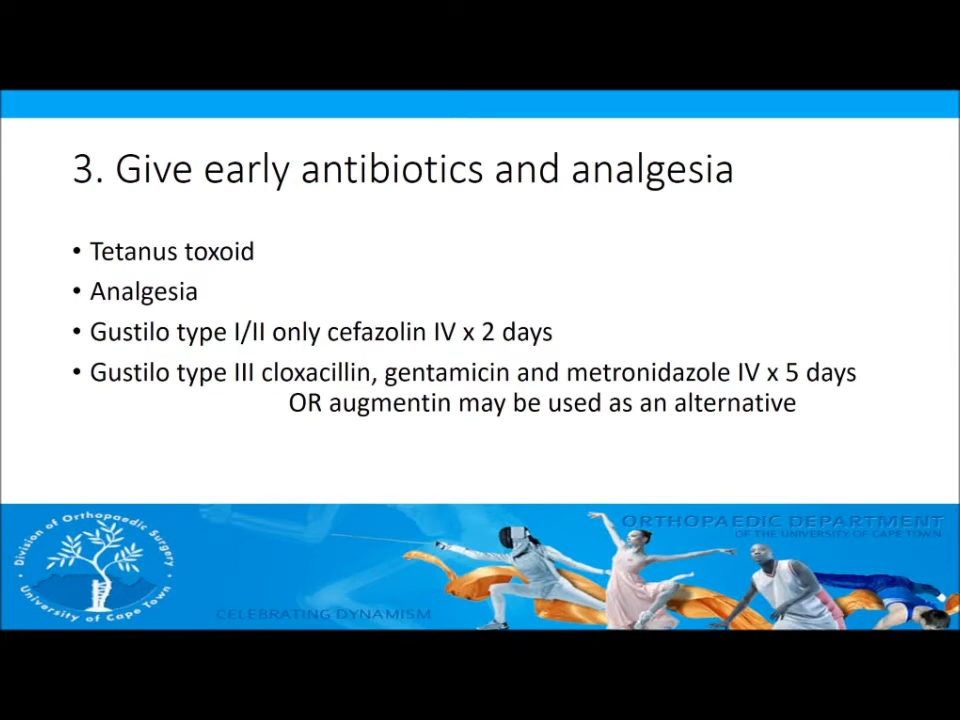 3. Give early antibiotics and analgesia
• Tetanus toxoid
• Analgesia
• Gustilo type I/II only cefazolin IV x 2 days
• Gustilo type III cloxacillin, gentamicin and metronidazole IV x 5 days
OR augmentin may be used as an alternative
Division of Orthopaedic Surgery
University of Cape Town
CELEBRATING DYNAMISM
ORTHOPAEDIC DEPARTMENT
OF THE UNIVERSITY OF CAPE TOWN